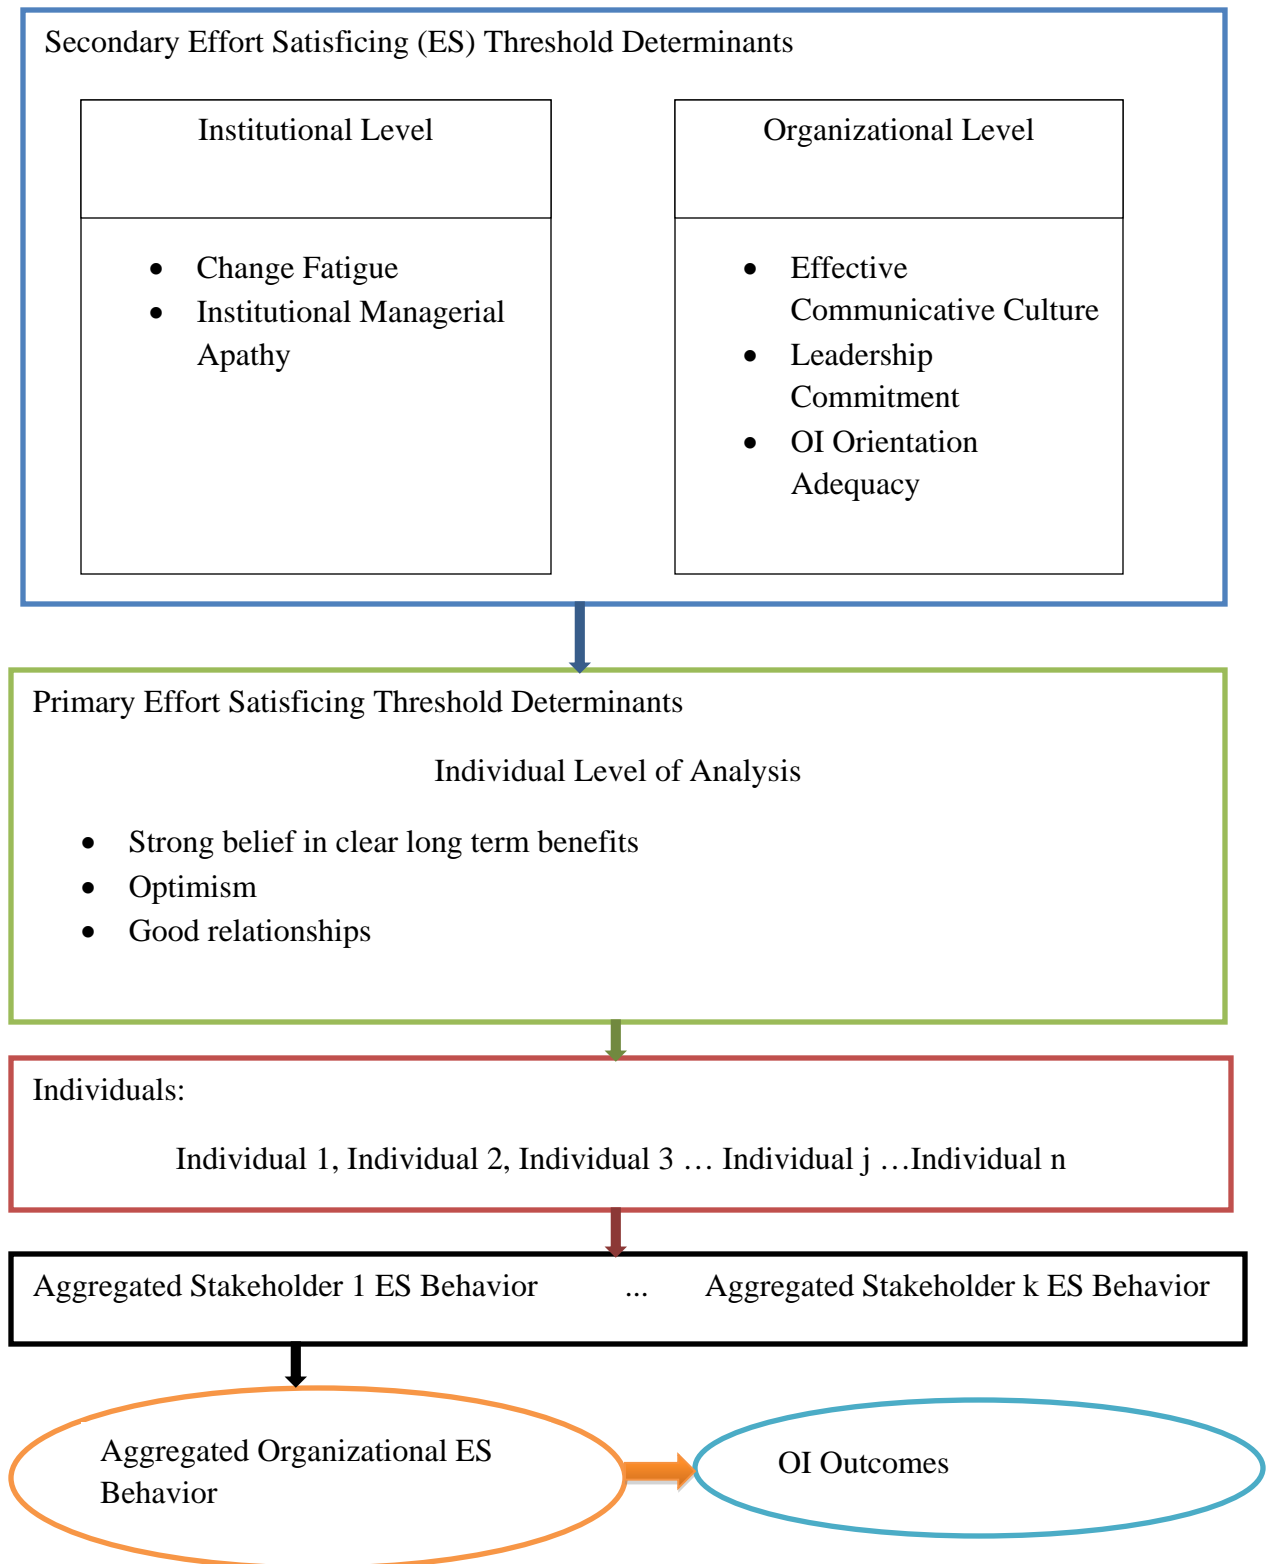 Secondary Effort Satisficing (ES) Threshold Determinants
Institutional Level
• Change Fatigue
• Institutional Managerial
Apathy
Organizational Level
• Effective
Communicative Culture
• Leadership
Commitment
• OI Orientation
Adequacy
Primary Effort Satisficing Threshold Determinants
Individual Level of Analysis
• Strong belief in clear long term benefits
• Optimism
• Good relationships
Individuals:
Individual 1, Individual 2, Individual 3 … Individual j …Individual n
Aggregated Stakeholder 1 ES Behavior ... Aggregated Stakeholder k ES Behavior
Aggregated Organizational ES
Behavior
OI Outcomes